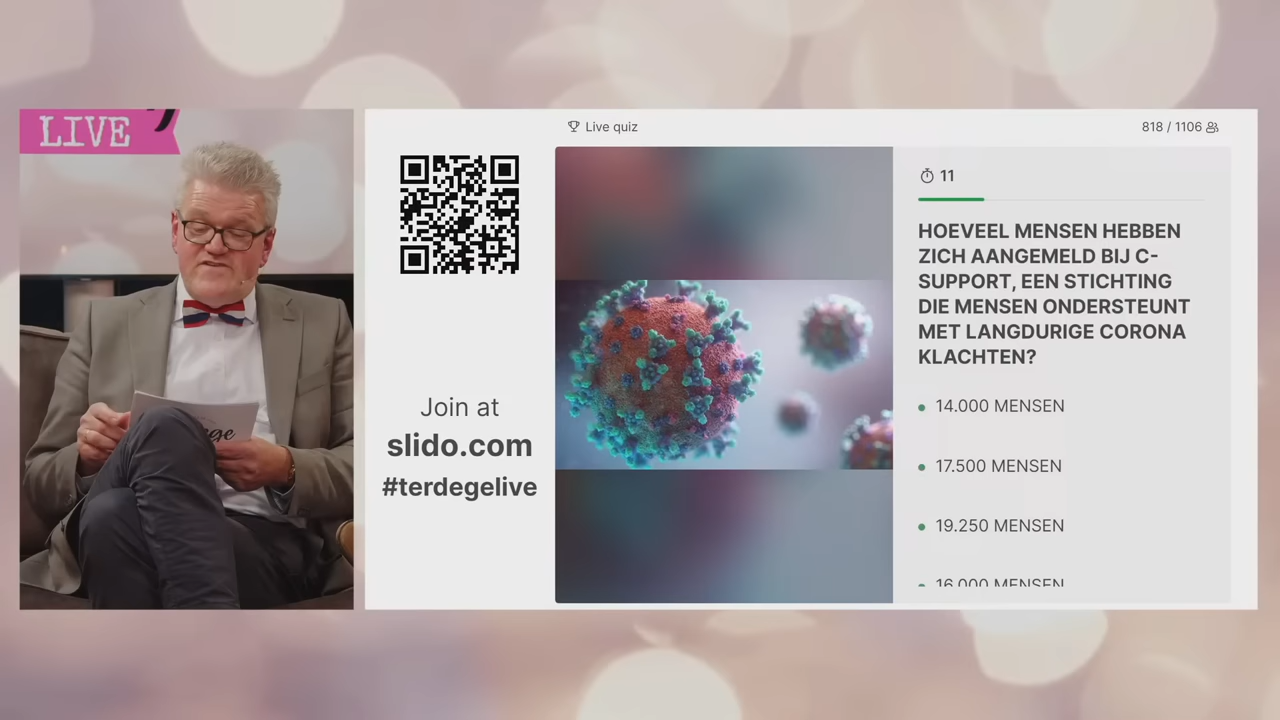 LIVE
Live quiz
818 / 1106
11
HOEVEEL MENSEN HEBBEN
ZICH AANGEMELD BIJ C-
SUPPORT, EEN STICHTING
DIE MENSEN ONDERSTEUNT
MET LANGDURIGE CORONA
KLACHTEN?
14.000 MENSEN
17.500 MENSEN
19.250 MENSEN
16.000 MENSEN
Join at
slido.com
#terdegelive